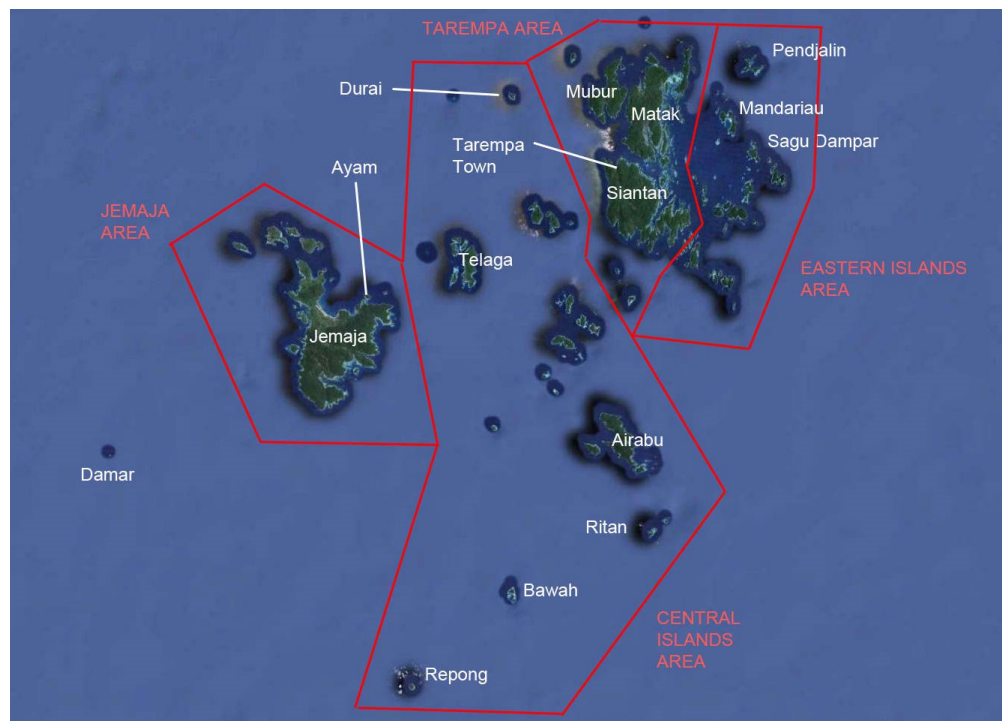 TAREMPA AREA
Pendjalin
Durai
Mubur
Matak
Mandariau
Sagu Dampar
Tarempa
Town
Ayam
Siantan
JEMAJA
AREA
Telaga
EASTERN ISLANDS
AREA
Jemaja
Airabu
Damar
Ritan
Bawah
CENTRAL
ISLANDS
AREA
Repong